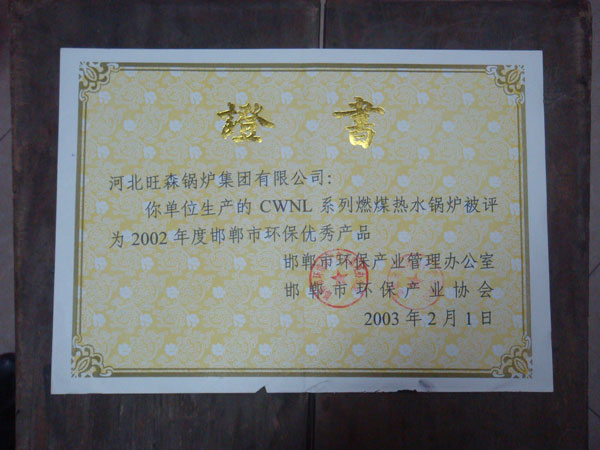 證書
河北旺森锅炉集团有限公司:
你单位生产的 CWNL 系列燃煤热水锅炉被评
为 2002 年度邯郸市环保优秀产品
邯郸市环保产业管理办公室
邯郸市环保产业协会
2003 年 2 月 1 日